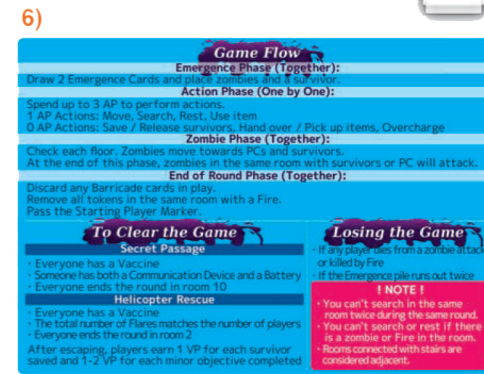 6)
Game Flow
Emergence Phase (Together):
Draw 2 Emergence Cards and place zombies and a survivor.
Action Phase (One by One):
Spend up to 3 AP to perform actions.
1 AP Actions: Move, Search, Rest, Use item
0 AP Actions: Save / Release survivors, Hand over / Pick up items, Overcharge
Zombie Phase (Together):
Check each floor. Zombies move towards PCs and survivors.
At the end of this phase, zombies in the same room with survivors or PC will attack.
End of Round Phase (Together):
Discard any Barricade cards in play.
Remove all tokens in the same room with a Fire.
Pass the Starting Player Marker.
To Clear the Game
Secret Passage
· Everyone has a Vaccine
· Someone has both a Communication Device and a Battery
· Everyone ends the round in room 10
Helicopter Rescue
· Everyone has a Vaccine
· The total number of Flares matches the number of players
· Everyone ends the round in room 2
After escaping, players earn 1 VP for each survivor
saved and 1-2 VP for each minor objective completed
Losing the Game
· If any player dies from a zombie attack
or killed by Fire
· If the Emergence pile runs out twice
! NOTE !
· You can't search in the same
room twice during the same round.
· You can't search or rest if there
is a zombie or Fire in the room.
· Rooms connected with stairs are
considered adjacent.